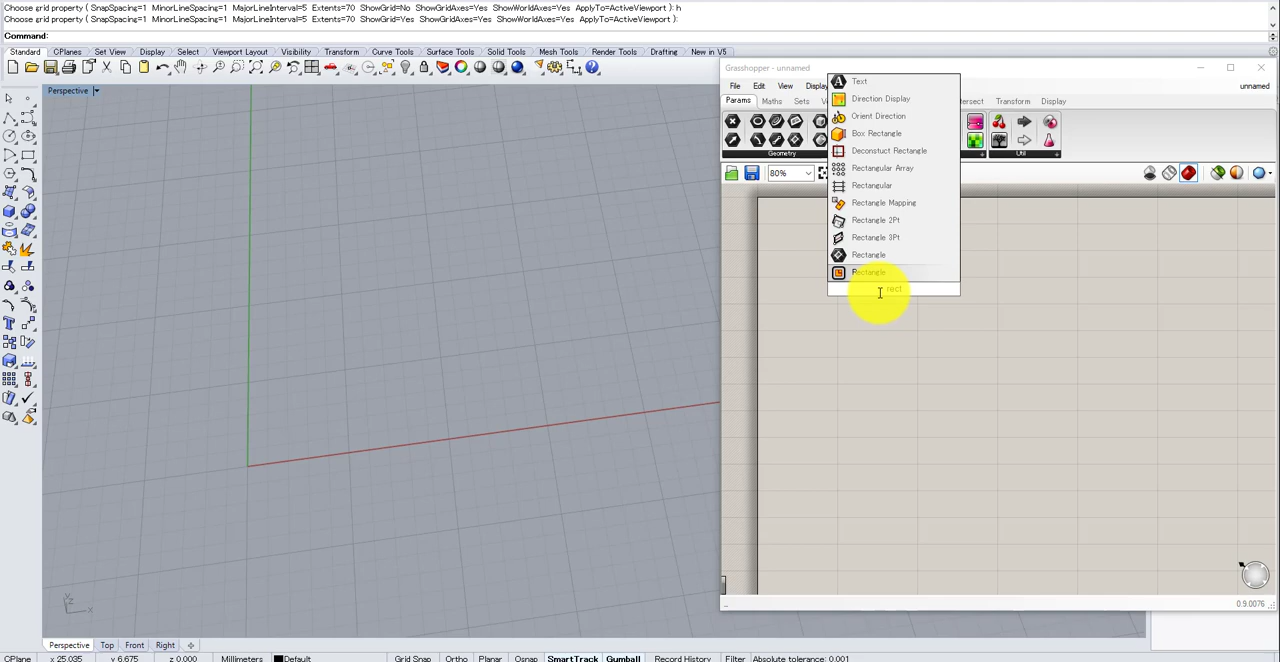 Choose grid property ( SnapSpacing=1 MinorLineSpacing=1 MajorLineInterval=5 Extents=70 ShowGrid=No ShowGridAxes=Yes ShowWorldAxes=Yes ApplyTo=ActiveViewport ): h
Choose grid property ( SnapSpacing=1 MinorLineSpacing=1 MajorLineInterval=5 Extents=70 ShowGrid=Yes ShowGridAxes=Yes ShowWorldAxes=Yes ApplyTo=ActiveViewport ):
Command:
Standard CPlanes Set View Display Select Viewport Layout Visibility Transform Curve Tools Surface Tools Solid Tools Mesh Tools Render Tools Drafting New in V5
Perspective
Grasshopper - unnamed
File Edit View Display unnamed
Params Maths Sets Transform Display
Geometry Util
80%
Text
Direction Display
Orient Direction
Box Rectangle
Deconstuct Rectangle
Rectangular Array
Rectangular
Rectangle Mapping
Rectangle 2Pt
Rectangle 3Pt
Rectangle
Rectangle
rect
y
z
x
0.9.0076
Perspective Top Front Right
CPlane x 25.035 y 6.675 z 0.000 Millimeters Default Grid Snap Ortho Planar Osnap SmartTrack Gumball Record History Filter Absolute tolerance: 0.001